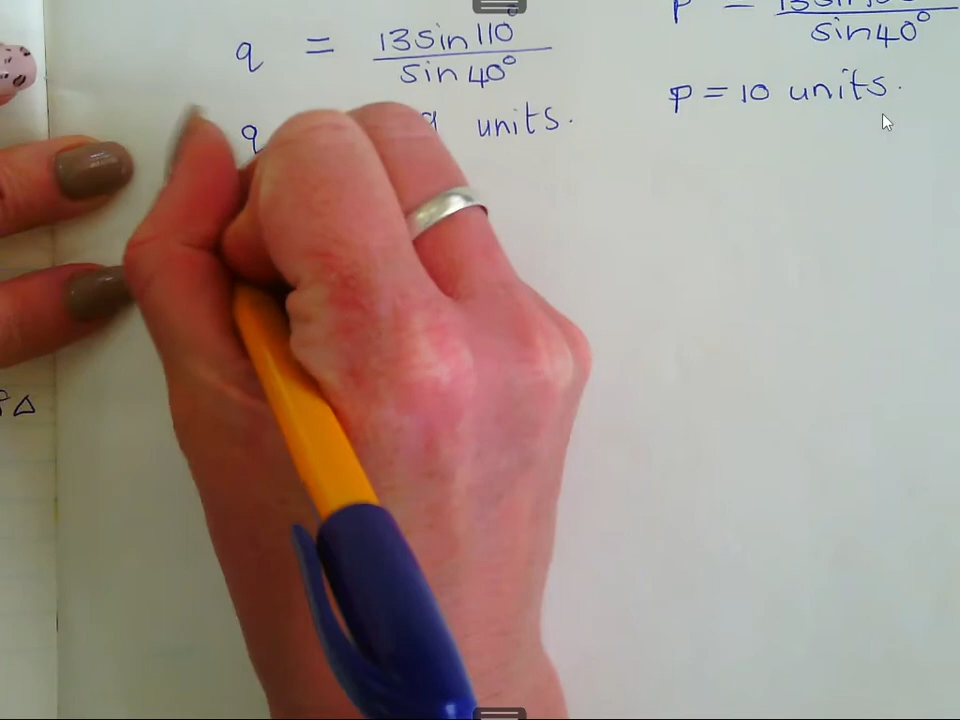 q = 13sin110°
sin40°
q units.
sin40°
p = 10 units.